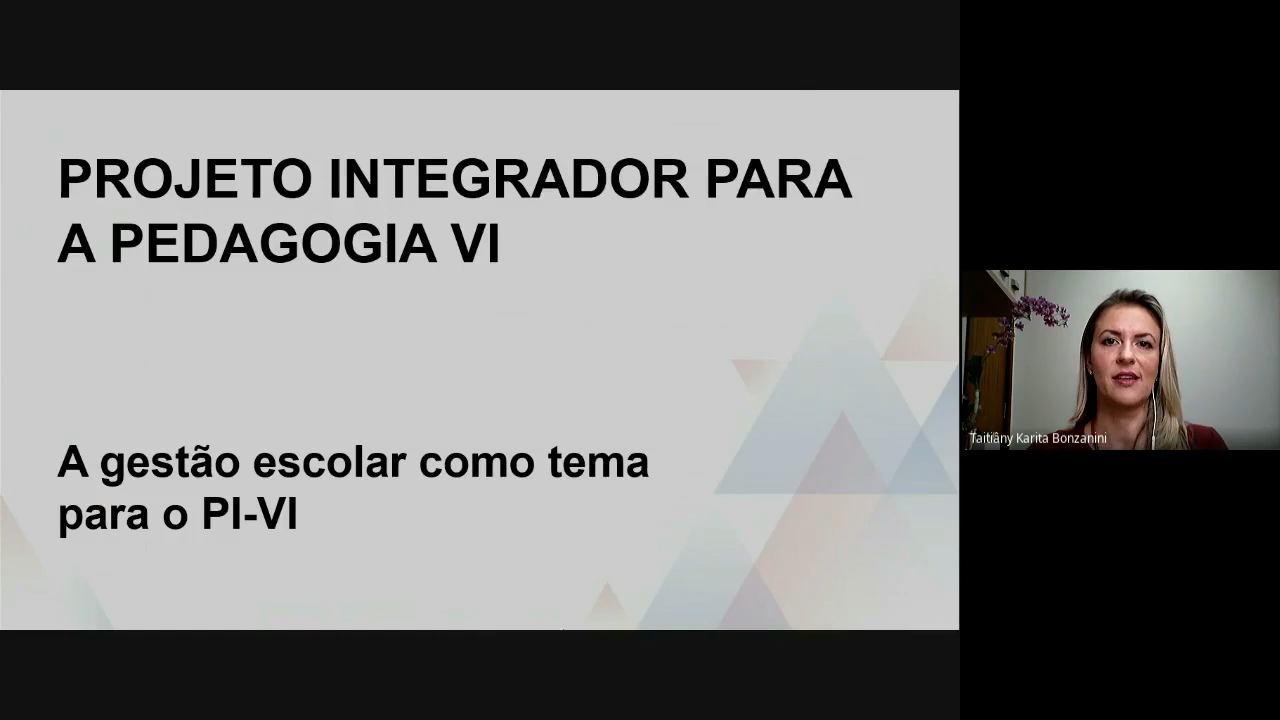 PROJETO INTEGRADOR PARA
A PEDAGOGIA VI
A gestão escolar como tema
para o PI-VI
Taitiâny Karita Bonzanini